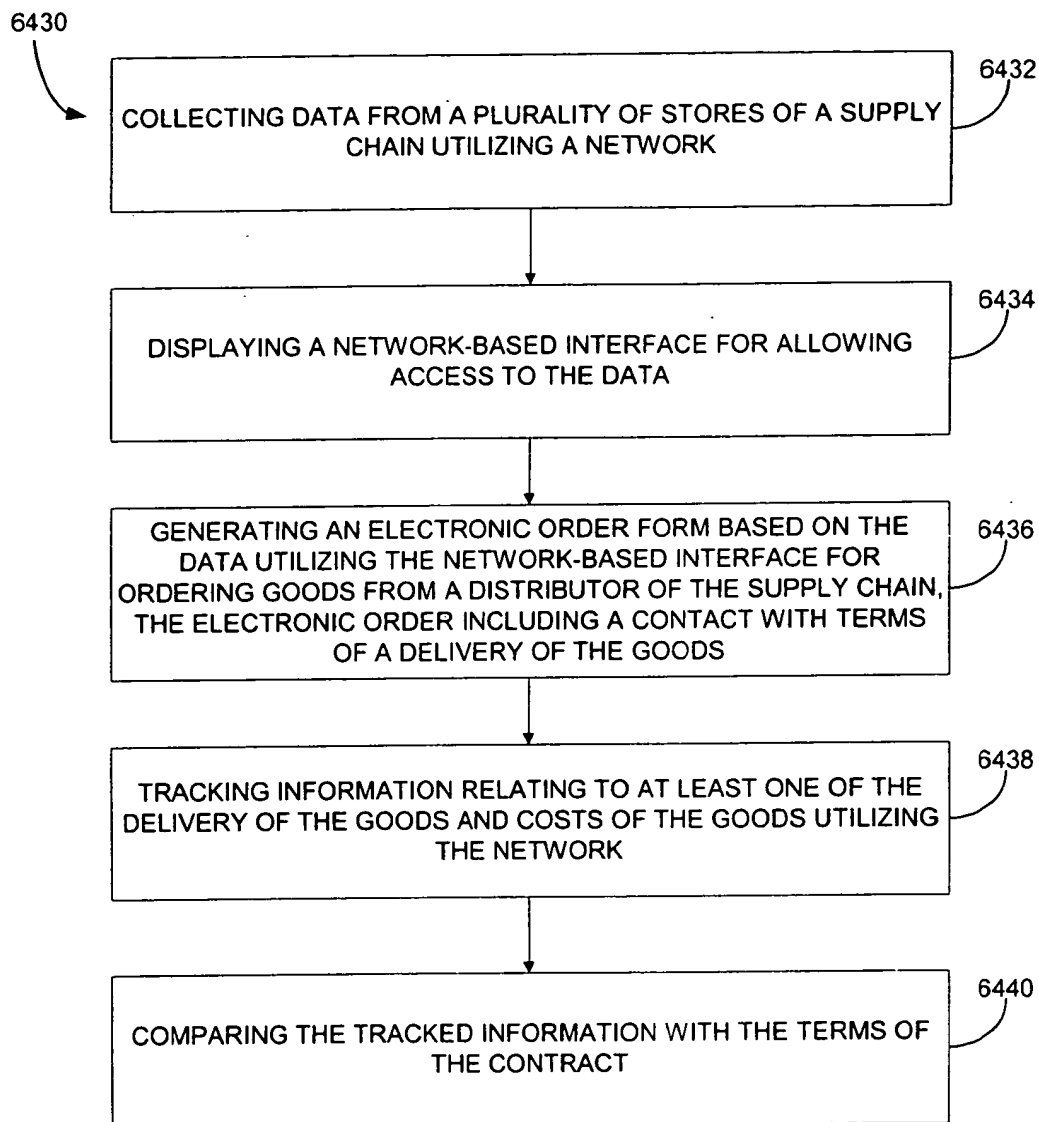 6430
6432
COLLECTING DATA FROM A PLURALITY OF STORES OF A SUPPLY
CHAIN UTILIZING A NETWORK
6434
DISPLAYING A NETWORK-BASED INTERFACE FOR ALLOWING
ACCESS TO THE DATA
6436
GENERATING AN ELECTRONIC ORDER FORM BASED ON THE
DATA UTILIZING THE NETWORK-BASED INTERFACE FOR
ORDERING GOODS FROM A DISTRIBUTOR OF THE SUPPLY CHAIN,
THE ELECTRONIC ORDER INCLUDING A CONTACT WITH TERMS
OF A DELIVERY OF THE GOODS
6438
TRACKING INFORMATION RELATING TO AT LEAST ONE OF THE
DELIVERY OF THE GOODS AND COSTS OF THE GOODS UTILIZING
THE NETWORK
6440
COMPARING THE TRACKED INFORMATION WITH THE TERMS OF
THE CONTRACT